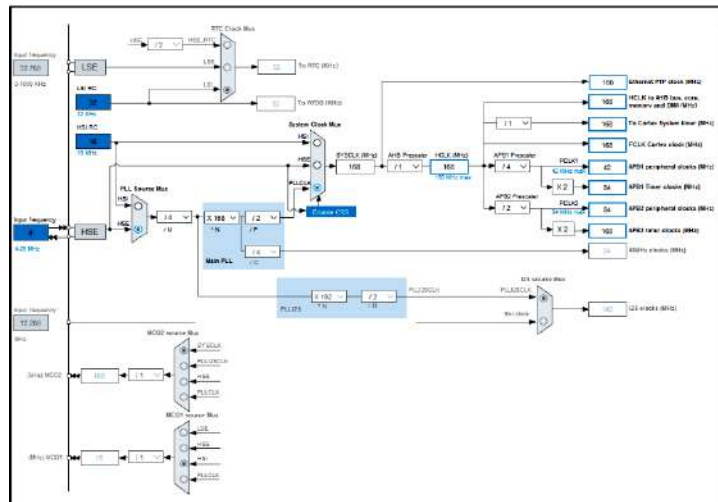 RTC Clock Mux
Input frequency
HSE
HSE_RTC
32.768
LSE
LSE
To RTC (KHz)
0-1000 KHz
LSI RC
LSI
32 KHz
To IWDG (KHz)
HSI RC
16
16 MHz
System Clock Mux
HSI
HSE
PLLCLK
SYSCLK (MHz)
168
AHB Prescaler
/ 1
HCLK (MHz)
168
168 MHz max
Enable CSS
168
Ethernet PTP clock (MHz)
168
HCLK to AHB bus, core,
memory and DMA (MHz)
/ 1
168
To Cortex System timer (MHz)
168
FCLK Cortex clock (MHz)
APB1 Prescaler
/ 4
PCLK1
42 MHz max
42
APB1 peripheral clocks (MHz)
X 2
84
APB1 Timer clocks (MHz)
APB2 Prescaler
/ 2
PCLK2
84 MHz max
84
APB2 peripheral clocks (MHz)
X 2
168
APB2 timer clocks (MHz)
48MHz clocks (MHz)
PLL Source Mux
HSI
HSE
Input frequency
HSE
4-26 MHz
/ M
X 168
* N
/ 2
/ P
/ Q
Main PLL
I2S source Mux
PLLI2SCLK
PLLI2SCLK
X 192
* N
/ 2
/ R
PLLI2S
I2S clocks (MHz)
Input frequency
12.288
MHz
MCO2 source Mux
SYSCLK
PLLI2SCLK
HSE
PLLCLK
(MHz) MCO2
/ 1
MCO1 source Mux
LSE
HSE
HSI
PLLCLK
(MHz) MCO1
/ 1